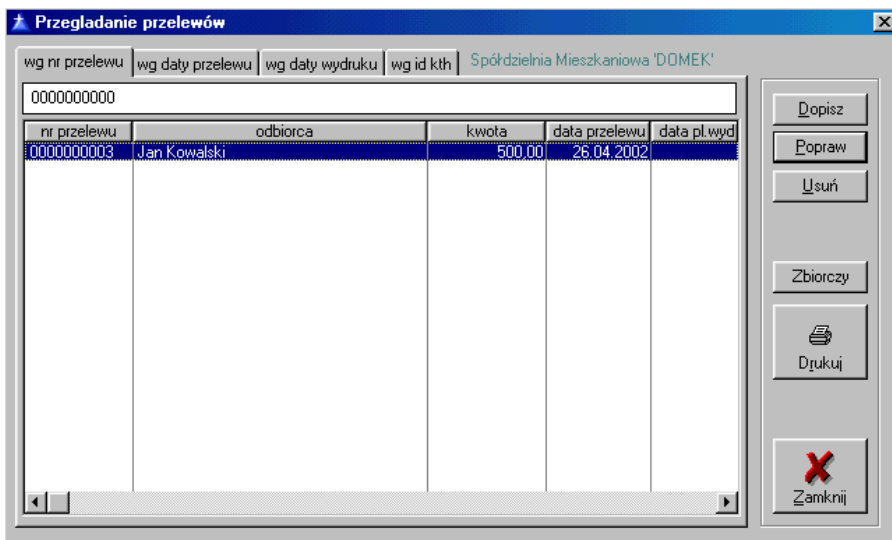 Przegladanie przelewów
wg nr przelewu wg daty przelewu wg daty wydruku wg id kth Spółdzielnia Mieszkaniowa 'DOMEK'
0000000000
nr przelewu odbiorca kwota data przelewu data pl.wyd
0000000003 Jan Kowalski 500,00 26.04.2002
Dopisz
Popraw
Usuń
Zbiorczy
Drukuj
Zamknij